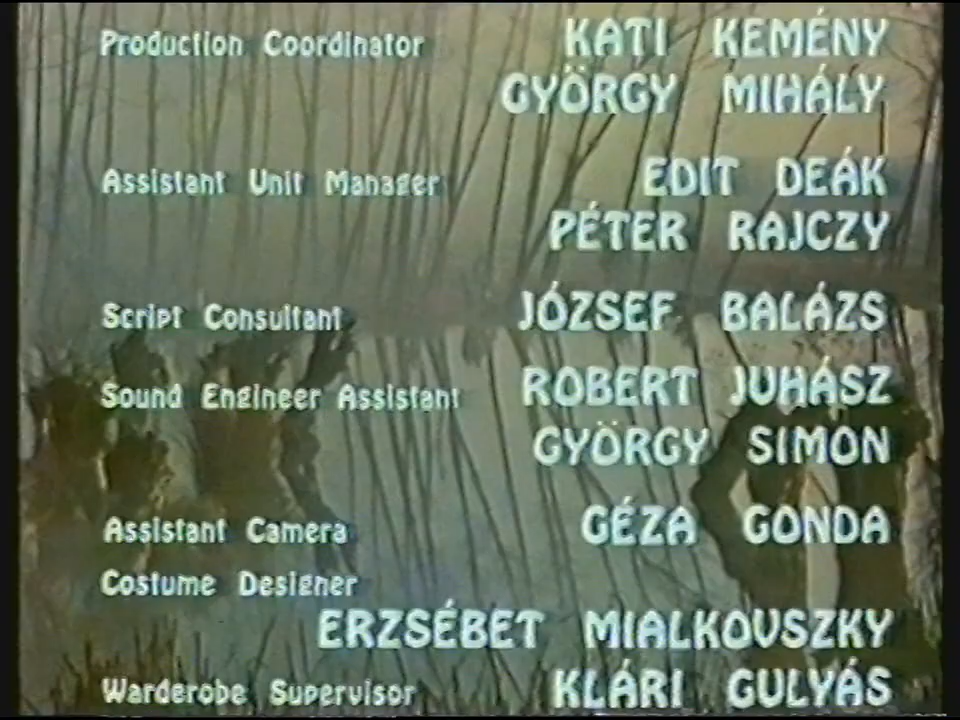 Production Coordinator KATI KEMÉNY
GYÖRGY MIHÁLY
Assistant Unit Manager EDIT DEÁK
PÉTER RAJCZY
Script Consultant JÓZSEF BALÁZS
Sound Engineer Assistant ROBERT JUHÁSZ
GYÖRGY SIMON
Assistant Camera GÉZA GONDA
Costume Designer
ERZSÉBET MIALKOVSZKY
Warderobe Supervisor KLÁRI GULYÁS